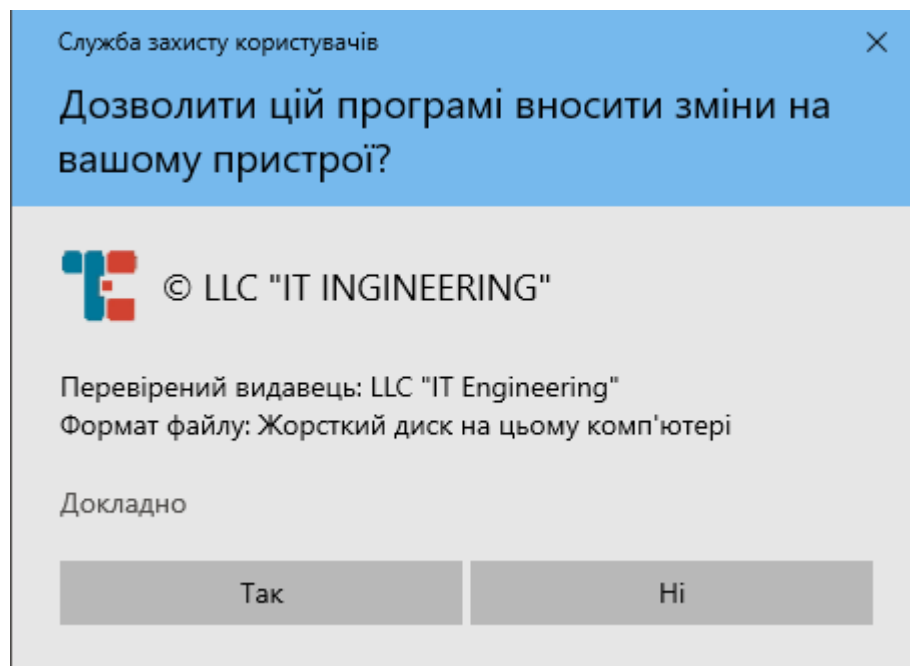 Служба захисту користувачів
Дозволити цій програмі вносити зміни на
вашому пристрої?
© LLC "IT INGINEERING"
Перевірений видавець: LLC "IT Engineering"
Формат файлу: Жорсткий диск на цьому комп'ютері
Докладно
Так
Ні